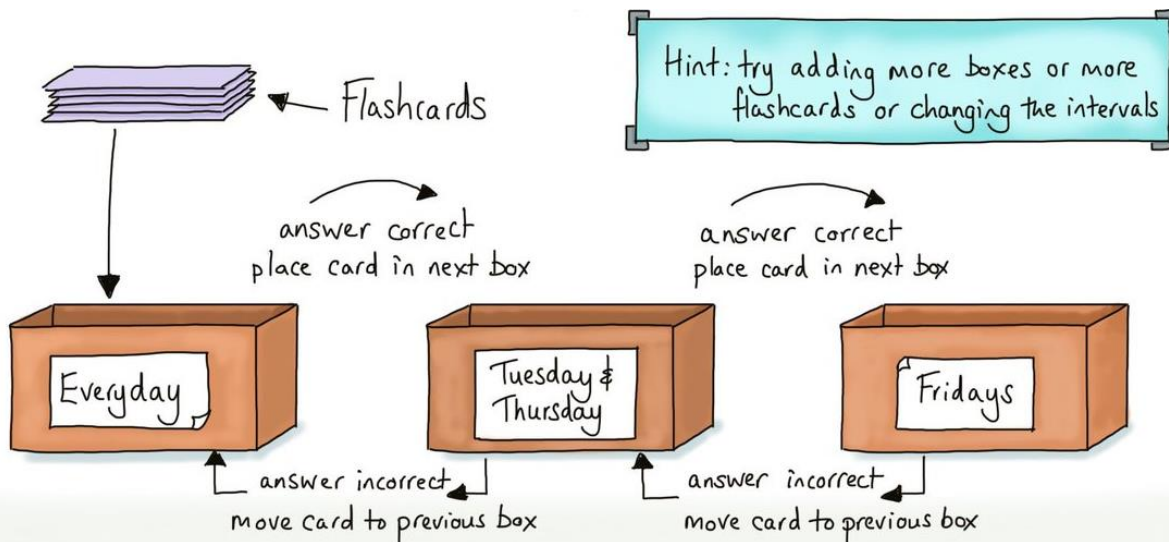 Flashcards
Hint: try adding more boxes or more
flashcards or changing the intervals
answer correct
place card in next box
answer correct
place card in next box
Everyday
Tuesday &
Thursday
Fridays
answer incorrect
move card to previous box
answer incorrect
move card to previous box